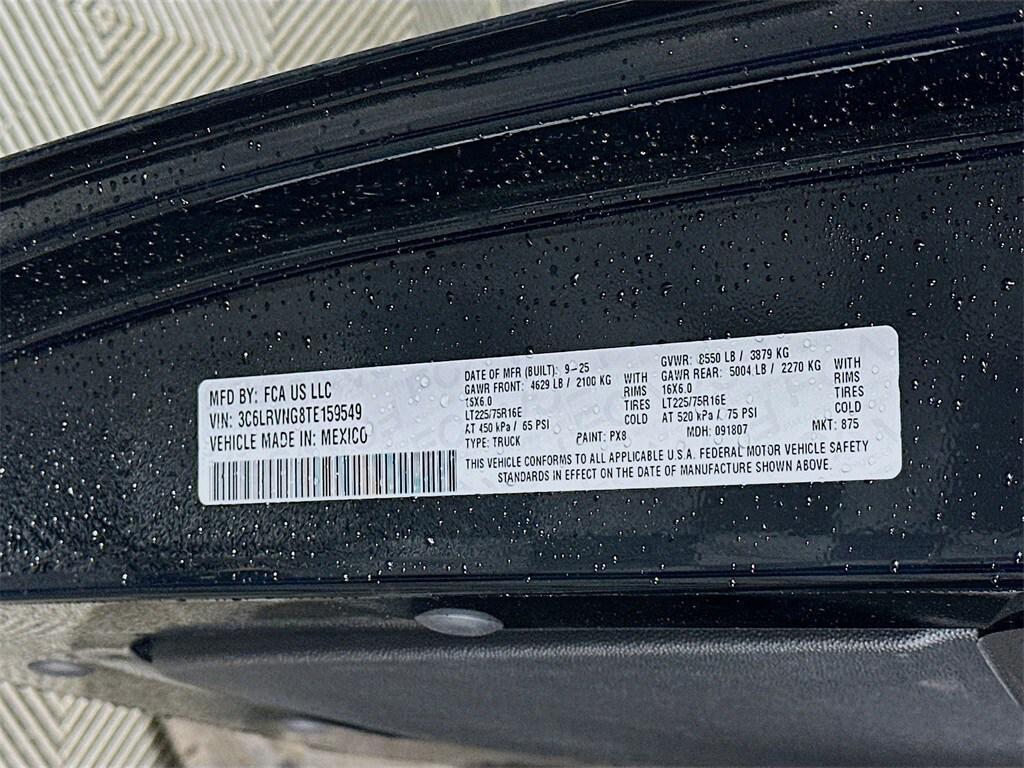 MFD BY: FCA US LLC
VIN: 3C6LRVNG8TE159549
VEHICLE MADE IN: MEXICO
DATE OF MFR (BUILT): 9-25
GAWR FRONT: 4629 LB / 2100 KG
16X6.0
LT225/75R16E
AT 450 kPa / 65 PSI
TYPE: TRUCK
WITH
RIMS
TIRES
COLD
PAINT: PX8
GVWR: 8550 LB / 3879 KG
GAWR REAR: 5004 LB / 2270 KG
16X6.0
LT225/75R16E
AT 520 kPa / 75 PSI
MDH: 091807
WITH
RIMS
TIRES
COLD
MKT: 875
THIS VEHICLE CONFORMS TO ALL APPLICABLE U.S.A. FEDERAL MOTOR VEHICLE SAFETY
STANDARDS IN EFFECT ON THE DATE OF MANUFACTURE SHOWN ABOVE.